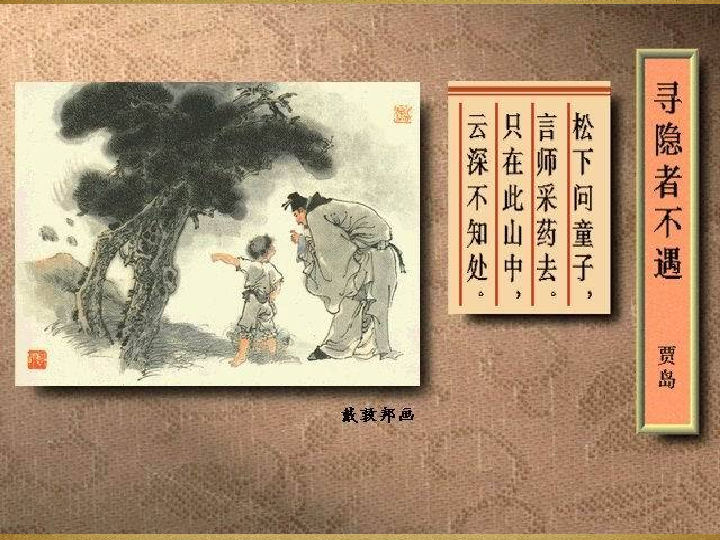 寻隐者不遇
贾岛
松下问童子，
言师采药去。
只在此山中，
云深不知处。
戴敦邦画